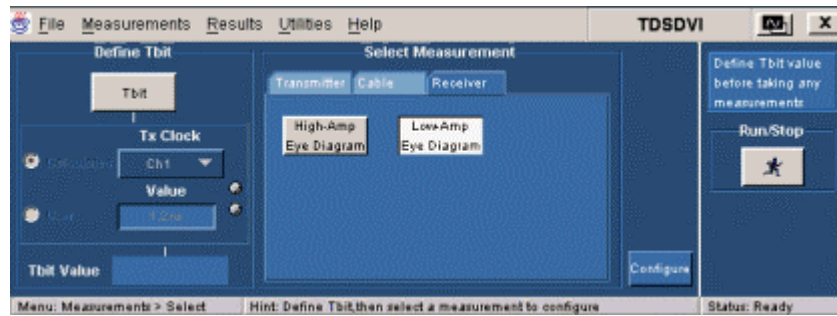 File Measurements Results Utilities Help TDSDVI X
Define Tbit
Tbit
Tx Clock
Ch1
Value
1.2ns
Tbit Value
Select Measurement
Transmitter Cable Receiver
High-Amp
Eye Diagram
Low-Amp
Eye Diagram
Configure
Define Tbit value
before taking any
measurements
Run/Stop
Menu: Measurements > Select
Hint: Define Tbit,then select a measurement to configure
Status: Ready